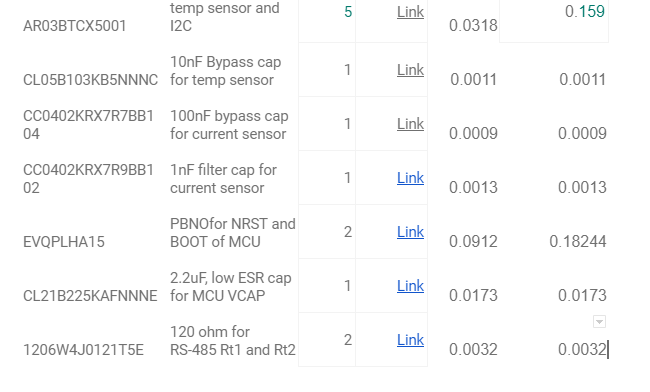 temp sensor and
AR03BTCX5001 I2C 5 Link 0.0318 0.159
10nF Bypass cap
CL05B103KB5NNNC for temp sensor 1 Link 0.0011 0.0011
CC0402KRX7R7BB1 100nF bypass cap
04 for current sensor 1 Link 0.0009 0.0009
CC0402KRX7R9BB1 1nF filter cap for
02 current sensor 1 Link 0.0013 0.0013
PBNOfor NRST and
EVQPLHA15 BOOT of MCU 2 Link 0.0912 0.18244
2.2uF, low ESR cap
CL21B225KAFNNNE for MCU VCAP 1 Link 0.0173 0.0173
120 ohm for
1206W4J0121T5E RS-485 Rt1 and Rt2 2 Link 0.0032 0.0032